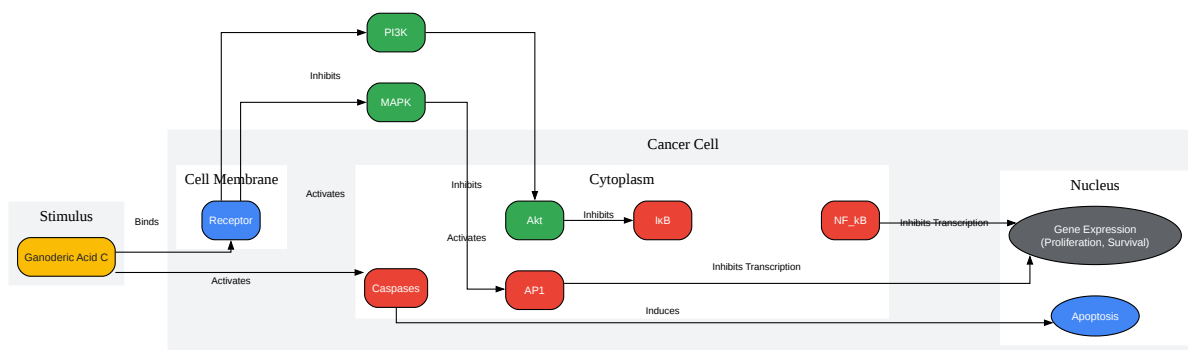 PI3K
Inhibits
MAPK
Cancer Cell
Cell Membrane
Cytoplasm
Nucleus
Activates
Inhibits
Stimulus
Binds
Receptor
Akt
Inhibits
IκB
NF_kB
Inhibits Transcription
Gene Expression
(Proliferation, Survival)
Activates
Ganoderic Acid C
Inhibits Transcription
Activates
Caspases
AP1
Induces
Apoptosis